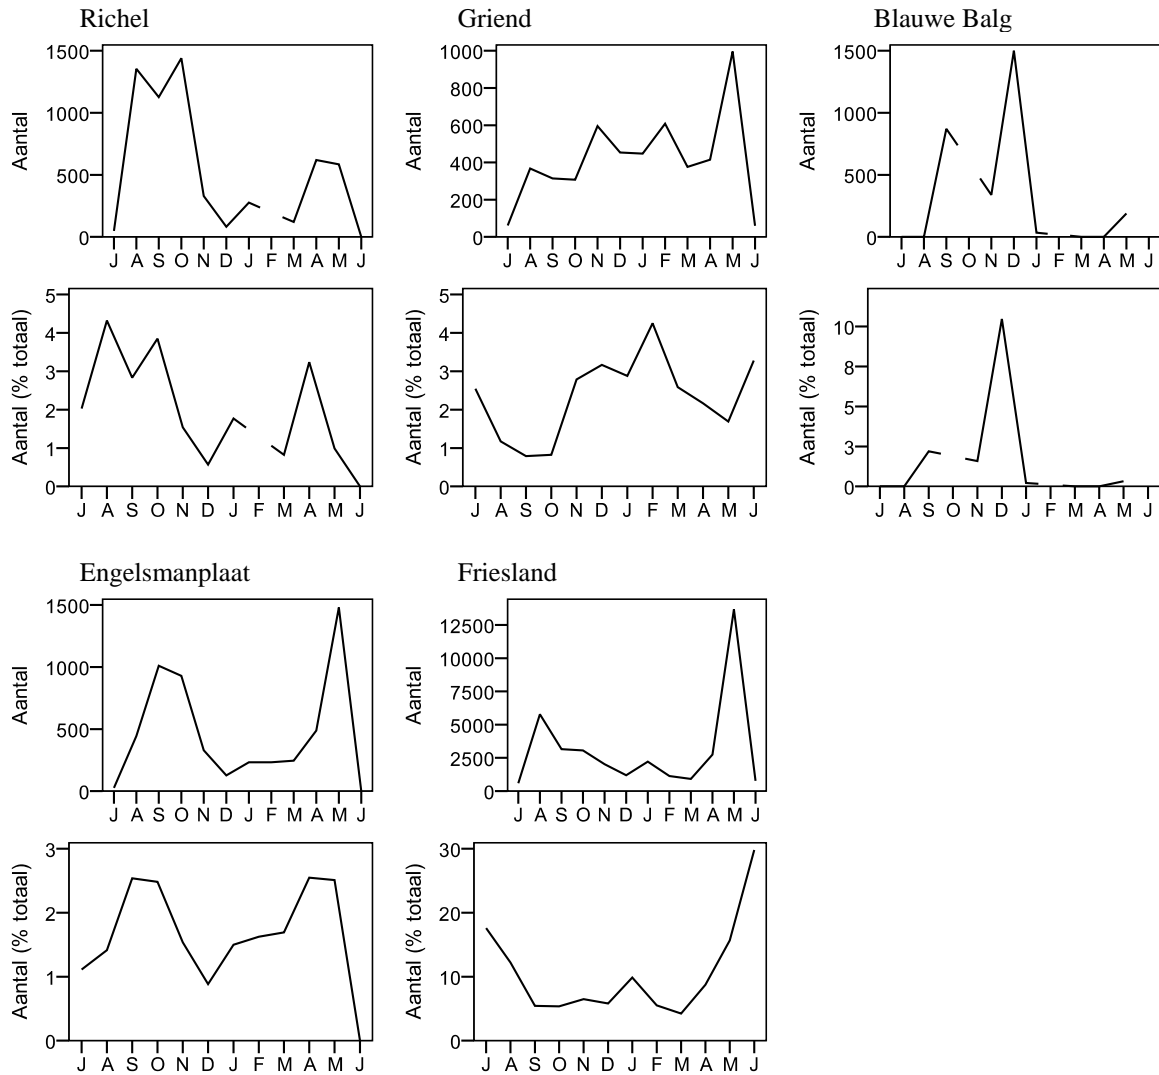 Richel Griend Blauwe Balg
Aantal
1500
1000
500
0
J A S O N D J F M A M J
Aantal
1000
800
600
400
200
0
J A S O N D J F M A M J
Aantal
1500
1000
500
0
J A S O N D J F M A M J
Aantal (% totaal)
5
4
3
2
1
0
J A S O N D J F M A M J
Aantal (% totaal)
5
4
3
2
1
0
J A S O N D J F M A M J
Aantal (% totaal)
10
8
5
3
0
J A S O N D J F M A M J
Engelsmanplaat Friesland
Aantal
1500
1000
500
0
J A S O N D J F M A M J
Aantal
12500
10000
7500
5000
2500
0
J A S O N D J F M A M J
Aantal (% totaal)
3
2
1
0
J A S O N D J F M A M J
Aantal (% totaal)
30
20
10
0
J A S O N D J F M A M J